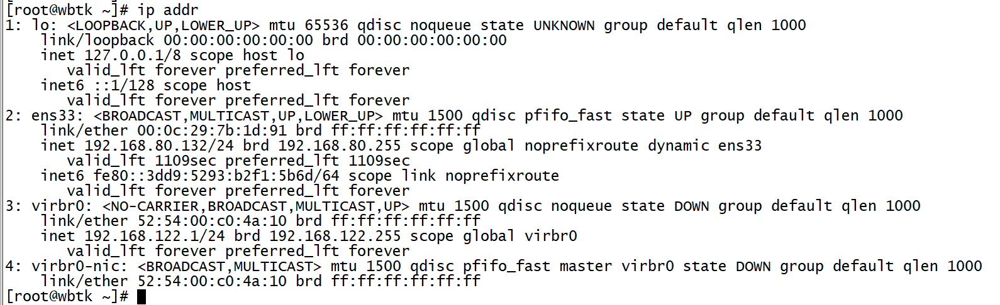 [root@wbtk ~]# ip addr
1: lo: <LOOPBACK,UP,LOWER_UP> mtu 65536 qdisc noqueue state UNKNOWN group default qlen 1000
    link/loopback 00:00:00:00:00:00 brd 00:00:00:00:00:00
    inet 127.0.0.1/8 scope host lo
       valid_lft forever preferred_lft forever
    inet6 ::1/128 scope host
       valid_lft forever preferred_lft forever
2: ens33: <BROADCAST,MULTICAST,UP,LOWER_UP> mtu 1500 qdisc pfifo_fast state UP group default qlen 1000
    link/ether 00:0c:29:7b:1d:91 brd ff:ff:ff:ff:ff:ff
    inet 192.168.80.132/24 brd 192.168.80.255 scope global noprefixroute dynamic ens33
       valid_lft 1109sec preferred_lft 1109sec
    inet6 fe80::3dd9:5293:b2f1:5b6d/64 scope link noprefixroute
       valid_lft forever preferred_lft forever
3: virbr0: <NO-CARRIER,BROADCAST,MULTICAST,UP> mtu 1500 qdisc noqueue state DOWN group default qlen 1000
    link/ether 52:54:00:c0:4a:10 brd ff:ff:ff:ff:ff:ff
    inet 192.168.122.1/24 brd 192.168.122.255 scope global virbr0
       valid_lft forever preferred_lft forever
4: virbr0-nic: <BROADCAST,MULTICAST> mtu 1500 qdisc pfifo_fast master virbr0 state DOWN group default qlen 1000
    link/ether 52:54:00:c0:4a:10 brd ff:ff:ff:ff:ff:ff
[root@wbtk ~]#